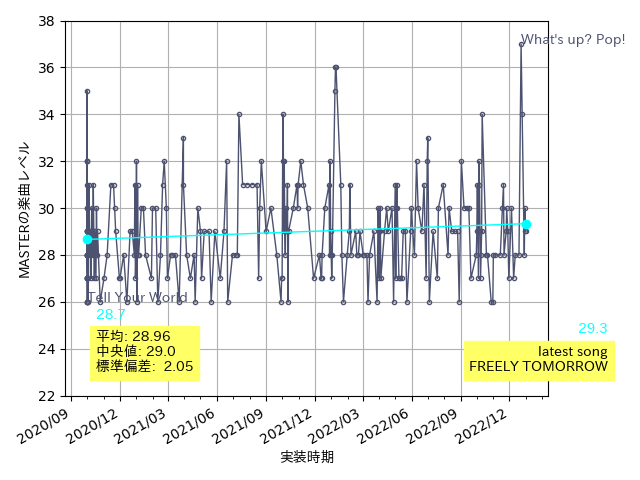 38
36
34
32
30
28
26
24
22
MASTERの楽曲レベル
What's up? Pop!
Tell Your World
28.7
平均: 28.96
中央値: 29.0
標準偏差: 2.05
29.3
latest song
FREELY TOMORROW
2020/09
2020/12
2021/03
2021/06
2021/09
2021/12
2022/03
2022/06
2022/09
2022/12
実装時期